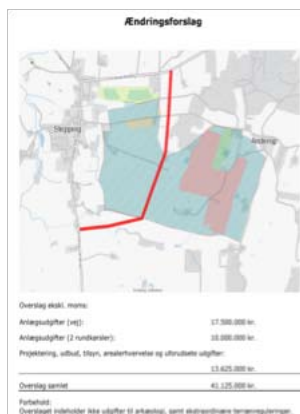 Ændringsforslag
Stepping
Anderup
Overslag ekskl. moms:
Anlægsudgifter (vej): 17.500.000 kr.
Anlægsudgifter (2 rundkørsler): 10.000.000 kr.
Projektering, udbud, tilsyn, arealerhvervelse og uforudsete udgifter:
13.625.000 kr.
Overslag samlet 41.125.000 kr.
Forbehold:
Overslaget indeholder ikke udgifter til arkæologi, samt ekstraordinære terrænreguleringer.